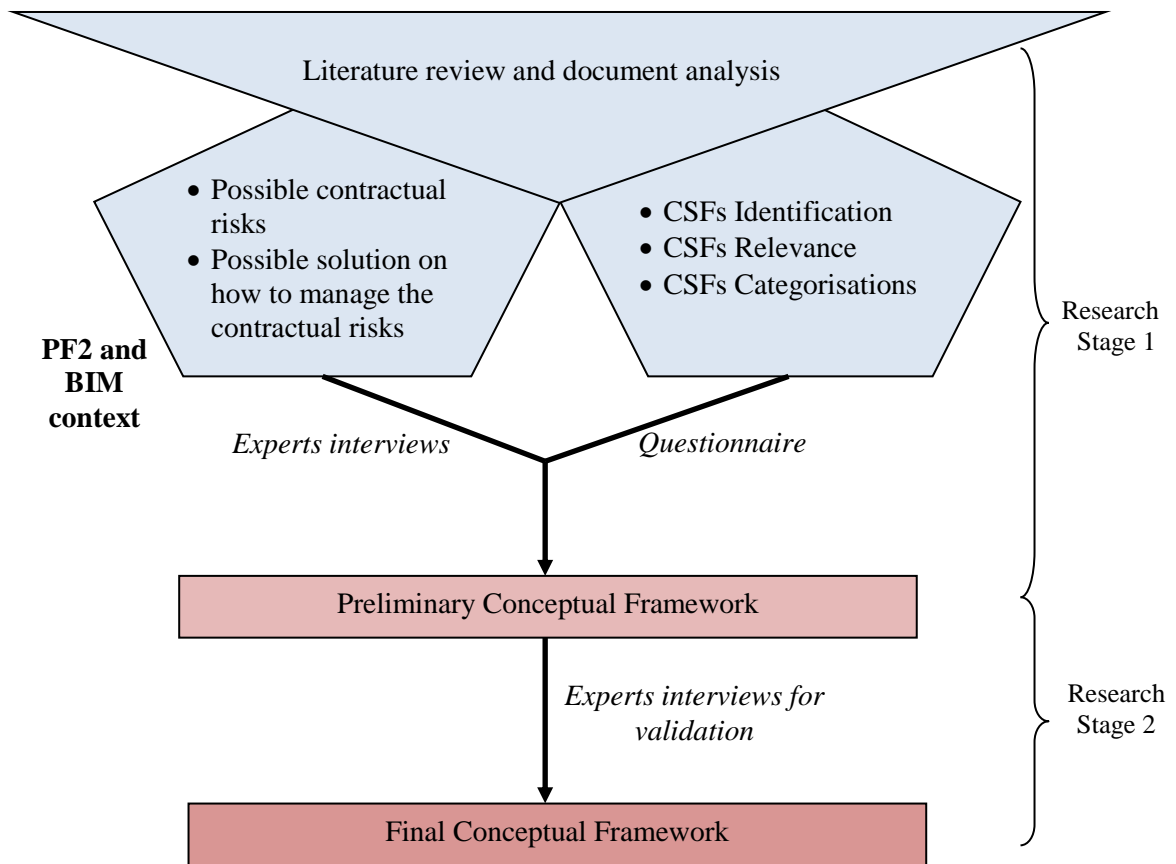 Literature review and document analysis
• Possible contractual
risks
• Possible solution on
how to manage the
contractual risks
• CSFs Identification
• CSFs Relevance
• CSFs Categorisations
Research
Stage 1
PF2 and
BIM
context
Experts interviews
Questionnaire
Preliminary Conceptual Framework
Experts interviews for
validation
Research
Stage 2
Final Conceptual Framework